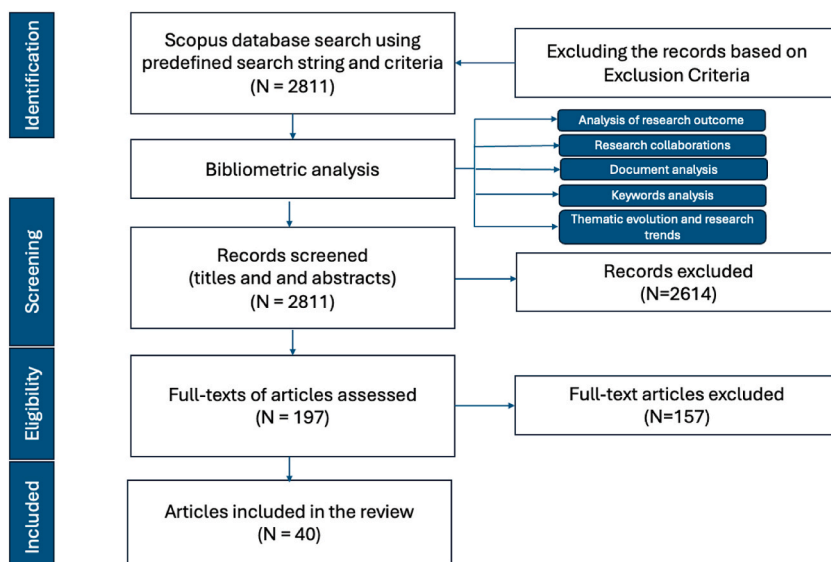 Identification
Scopus database search using
predefined search string and criteria
(N = 2811)
Excluding the records based on
Exclusion Criteria
Bibliometric analysis
Analysis of research outcome
Research collaborations
Document analysis
Keywords analysis
Thematic evolution and research
trends
Screening
Records screened
(titles and and abstracts)
(N = 2811)
Records excluded
(N=2614)
Eligibility
Full-texts of articles assessed
(N = 197)
Full-text articles excluded
(N=157)
Included
Articles included in the review
(N = 40)